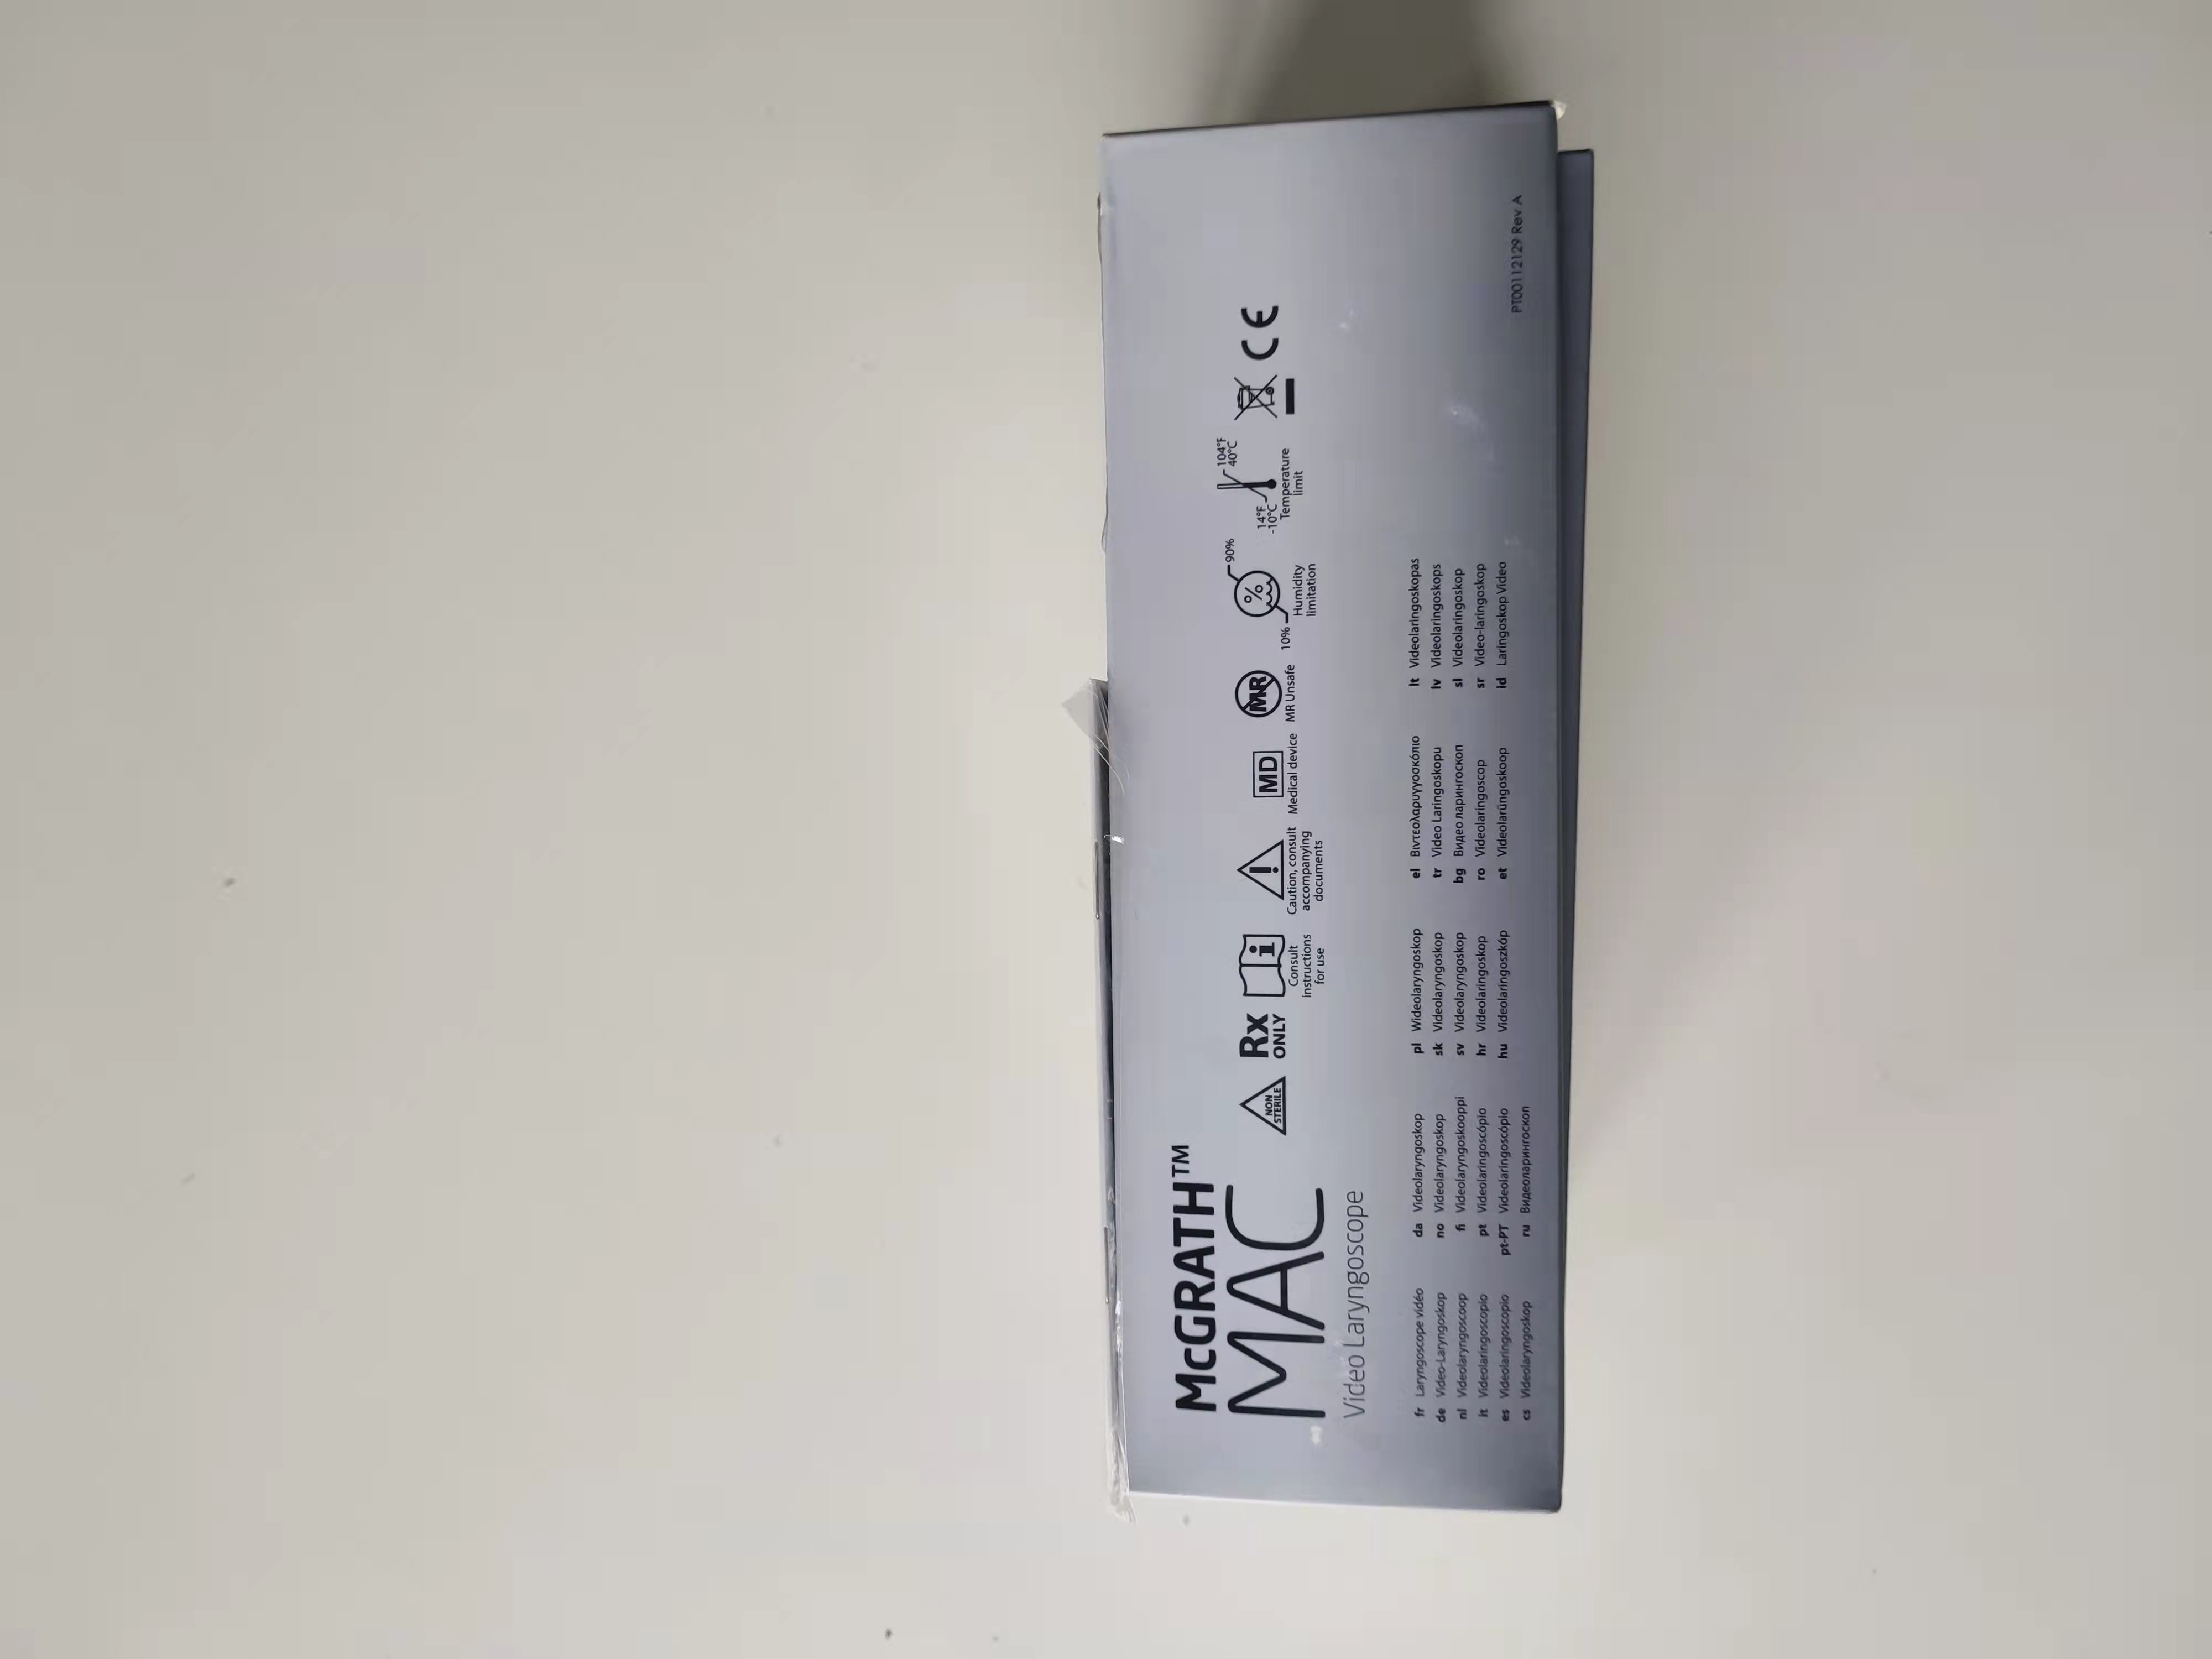 McGRATH™
MAC
Video Laryngoscope
NON
STERILE
Rx
ONLY
i
Consult
instructions
for use
!
Caution, consult
accompanying
documents
MD
Medical device
MR
MR Unsafe
10%
%
90%
Humidity
limitation
14°F
-10°C
104°F
40°C
Temperature
limit
CE
fr Laryngoscope vidéo
de Video-Laryngoskop
nl Videolaryngoscoop
it Videolaringoscopio
es Videolaringoscopio
cs Videolaryngoskop
da Videolaryngoskop
no Videolaryngoskop
fi Videolaryngoskooppi
pt Videolaringoscópio
pt-PT Videolaringoscópio
ru Видеоларингоскоп
pl Wideolaryngoskop
sk Videolaryngoskop
sv Videolaryngoskop
hr Videolaringoskop
hu Videolaringoszkóp
el Βιντεολαρυγγοσκόπιο
tr Video Laringoskopu
bg Видео ларингоскоп
ro Videolaringoscop
et Videolarüngoskoop
lt Videolaringoskopas
lv Videolaringoskops
sl Videolaringoskop
sr Video-laringoskop
id Laringoskop Video
PT00112129 Rev A